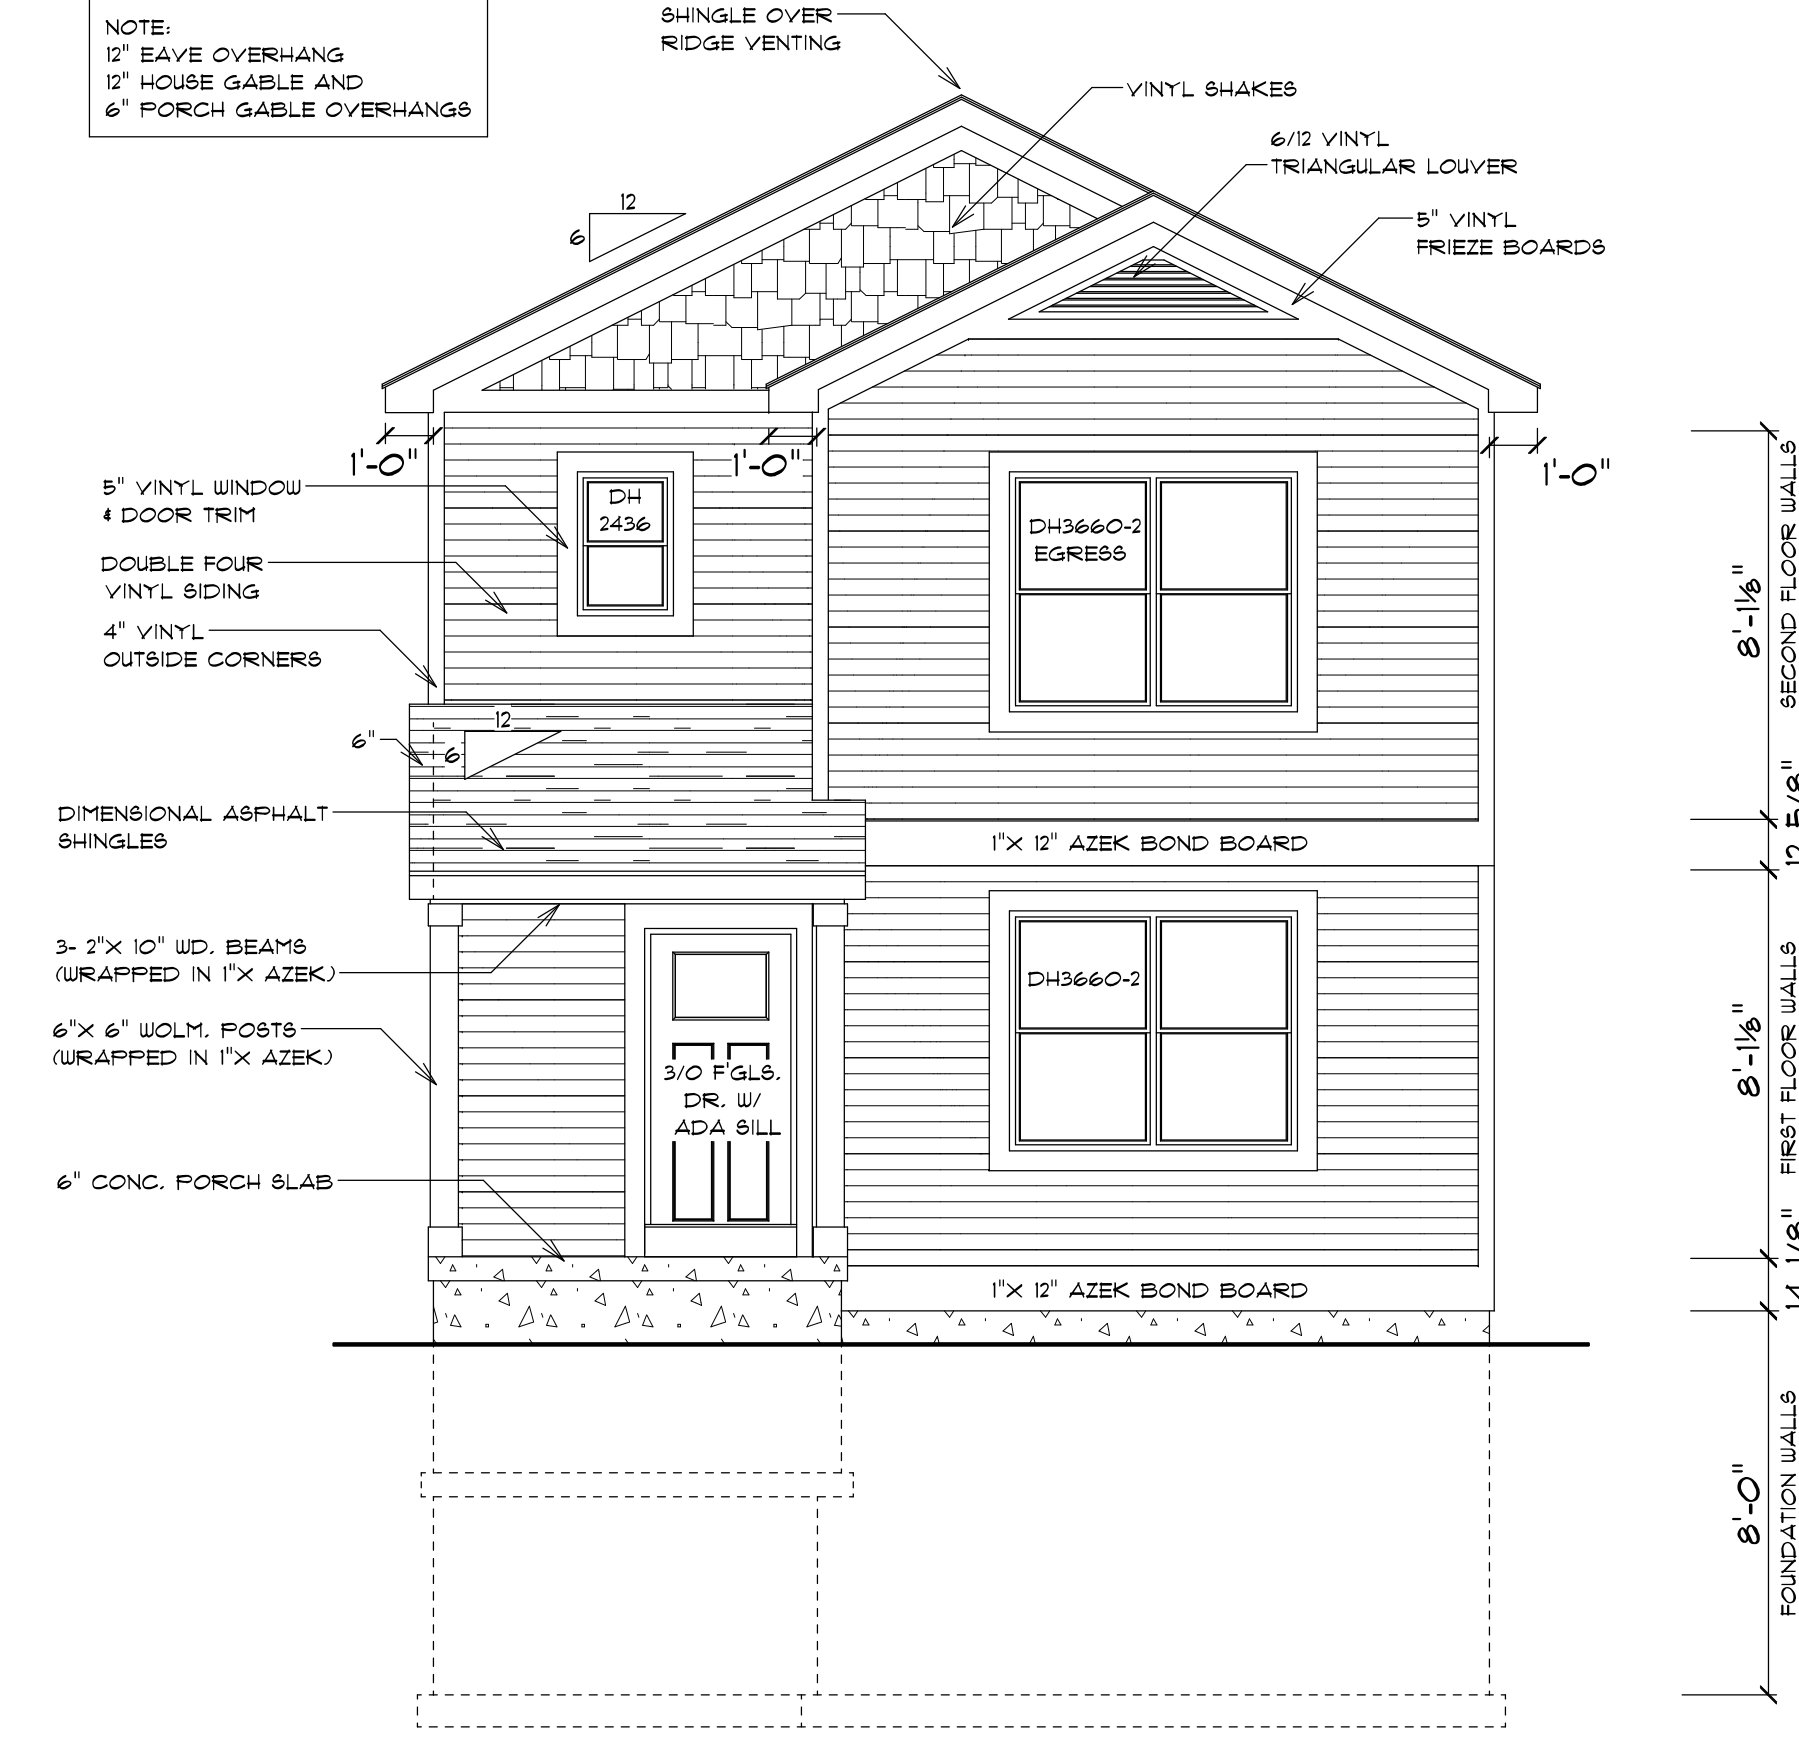 NOTE:
12" EAVE OVERHANG
12" HOUSE GABLE AND
6" PORCH GABLE OVERHANGS
SHINGLE OVER
RIDGE VENTING
VINYL SHAKES
6/12 VINYL
TRIANGULAR LOUVER
5" VINYL
FRIEZE BOARDS
12
6
1'-0"
1'-0"
1'-0"
5" VINYL WINDOW
& DOOR TRIM
DOUBLE FOUR
VINYL SIDING
4" VINYL
OUTSIDE CORNERS
DH
2436
DH3660-2
EGRESS
8'-1⅛"
SECOND FLOOR WALLS
12
6
6"
DIMENSIONAL ASPHALT
SHINGLES
1"X 12" AZEK BOND BOARD
12 5/8"
3- 2"X 10" WD. BEAMS
(WRAPPED IN 1"X AZEK)
6"X 6" WOLM. POSTS
(WRAPPED IN 1"X AZEK)
DH3660-2
3/0 F'GLS.
DR. W/
ADA SILL
8'-1⅛"
FIRST FLOOR WALLS
6" CONC. PORCH SLAB
1"X 12" AZEK BOND BOARD
14 1/8"
8'-0"
FOUNDATION WALLS